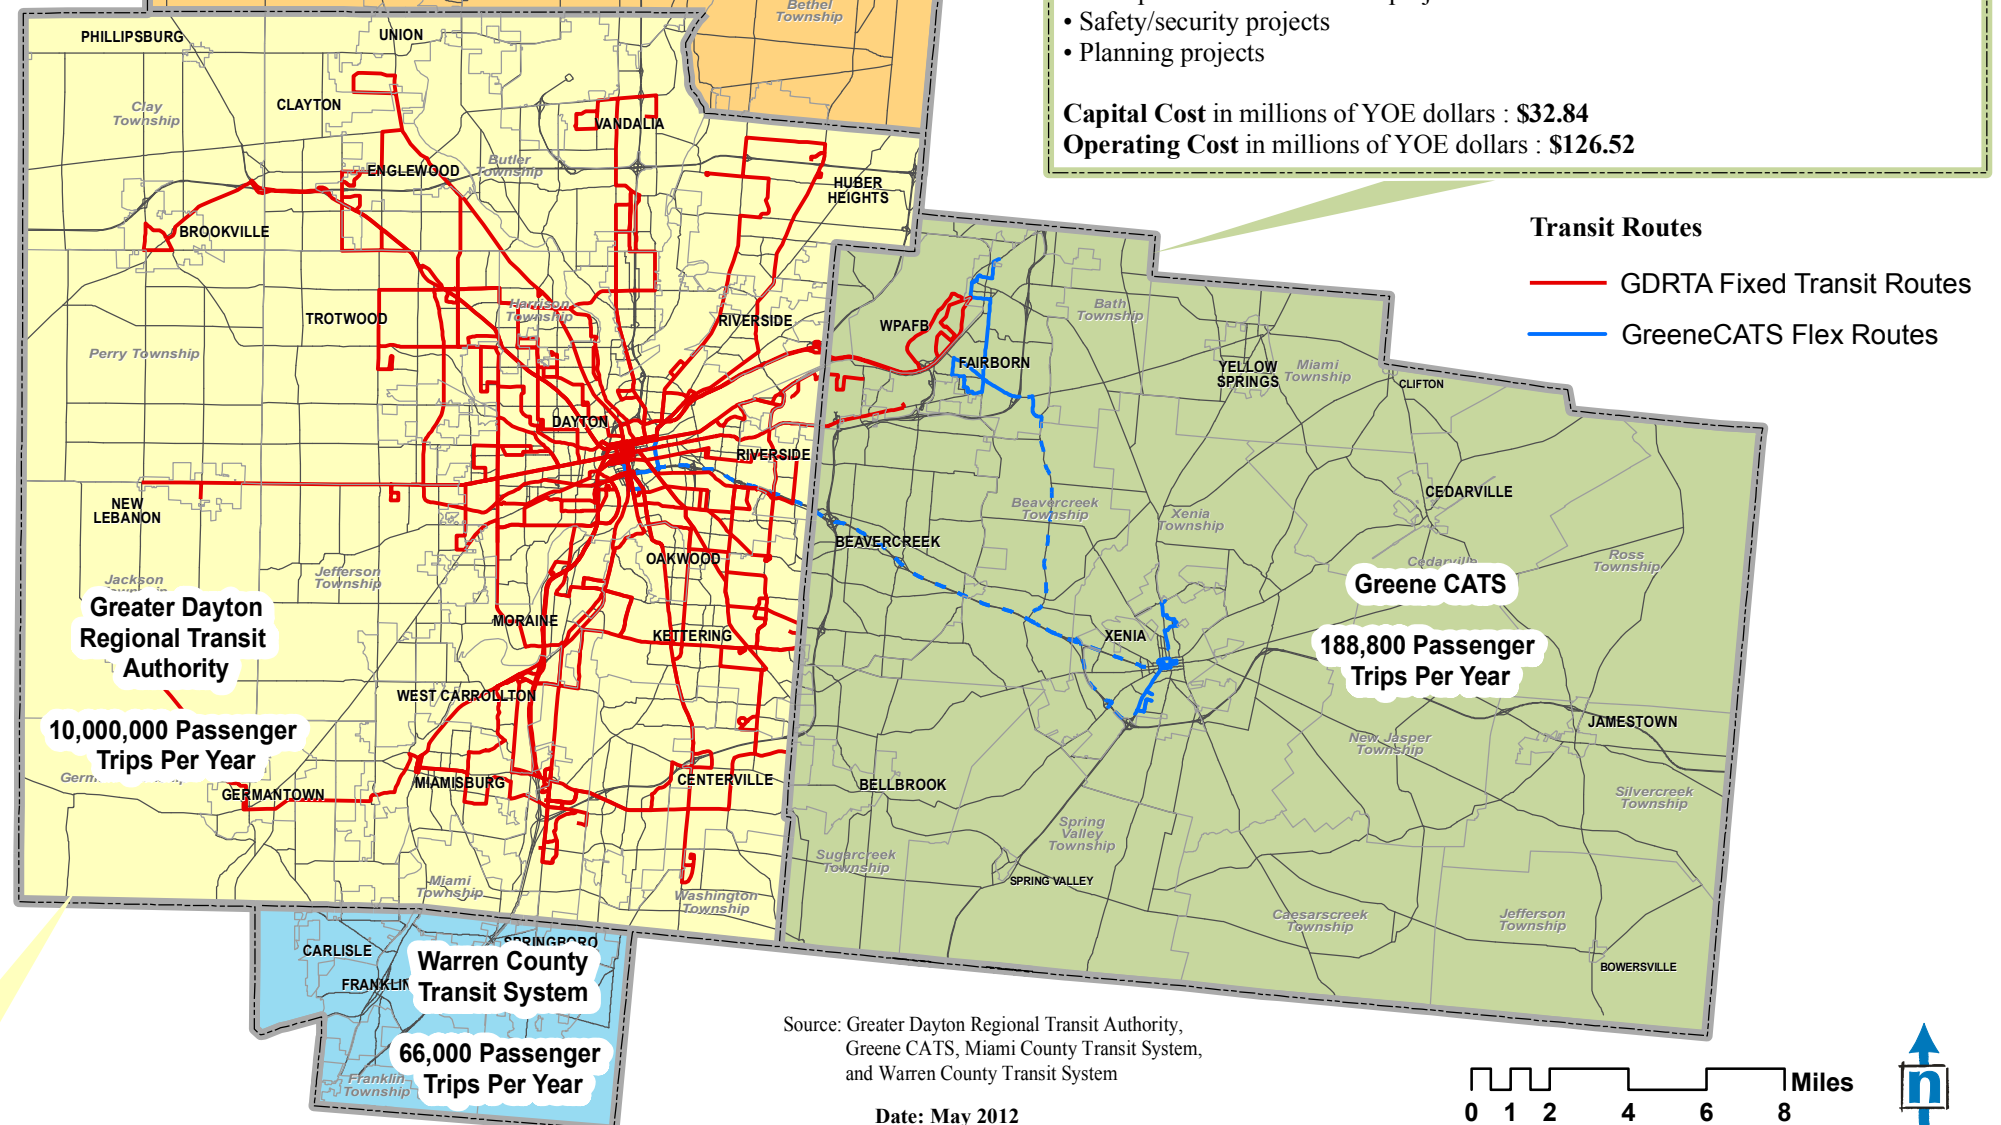 Bethel
Township
• Safety/security projects
• Planning projects
Capital Cost in millions of YOE dollars : $32.84
Operating Cost in millions of YOE dollars : $126.52
Transit Routes
GDRTA Fixed Transit Routes
GreeneCATS Flex Routes
PHILLIPSBURG
UNION
Clay
Township
CLAYTON
VANDALIA
ENGLEWOOD
Butler
Township
HUBER
HEIGHTS
BROOKVILLE
Harrison
Township
TROTWOOD
RIVERSIDE
Perry Township
WPAFB
FAIRBORN
Bath
Township
YELLOW
SPRINGS
Miami
Township
CLIFTON
DAYTON
RIVERSIDE
NEW
LEBANON
Beavercreek
Township
Xenia
Township
CEDARVILLE
BEAVERCREEK
OAKWOOD
Cedarville
Ross
Township
Jackson
Jefferson
Township
Greene CATS
188,800 Passenger
Trips Per Year
Greater Dayton
Regional Transit
Authority
10,000,000 Passenger
Trips Per Year
MORAINE
KETTERING
XENIA
WEST CARROLLTON
JAMESTOWN
New Jasper
Township
GERMANTOWN
MIAMISBURG
CENTERVILLE
BELLBROOK
Silvercreek
Township
Spring
Valley
Township
Sugarcreek
Township
SPRING VALLEY
Miami
Township
Washington
Township
Caesarscreek
Township
Jefferson
Township
BOWERSVILLE
CARLISLE
SPRINGBORO
FRANKLIN
Warren County
Transit System
66,000 Passenger
Trips Per Year
Franklin
Township
Source: Greater Dayton Regional Transit Authority,
Greene CATS, Miami County Transit System,
and Warren County Transit System
Date: May 2012
Miles
0 1 2 4 6 8
n